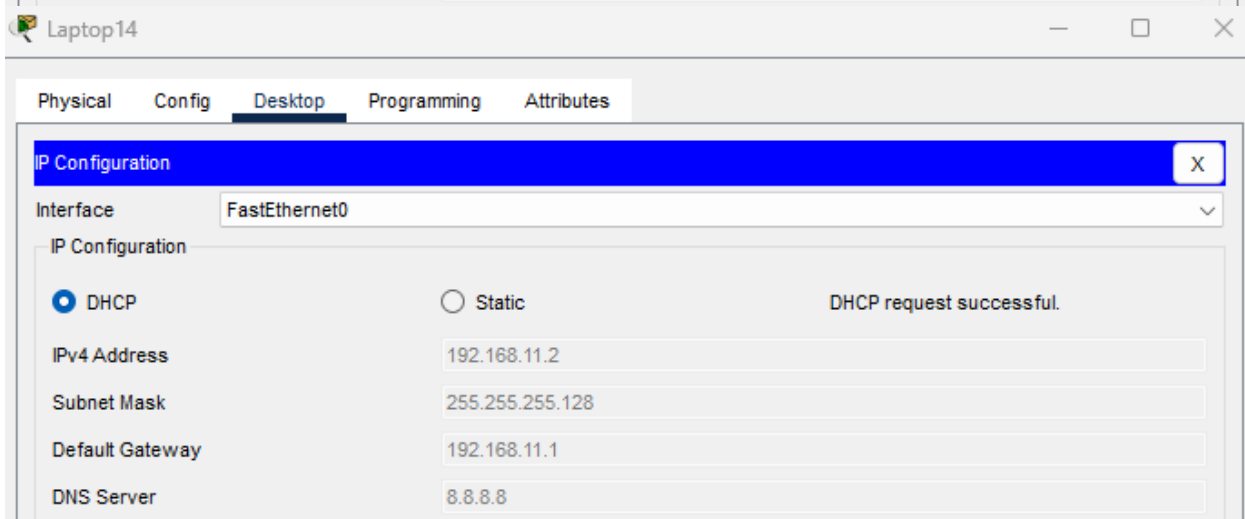 Laptop14
Physical Config Desktop Programming Attributes
IP Configuration X
Interface FastEthernet0
IP Configuration
DHCP Static DHCP request successful.
IPv4 Address 192.168.11.2
Subnet Mask 255.255.255.128
Default Gateway 192.168.11.1
DNS Server 8.8.8.8